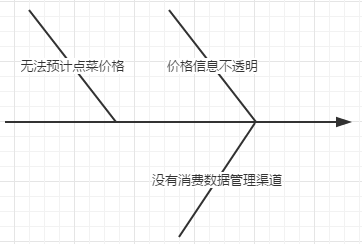 无法预计点菜价格
价格信息不透明
没有消费数据管理渠道